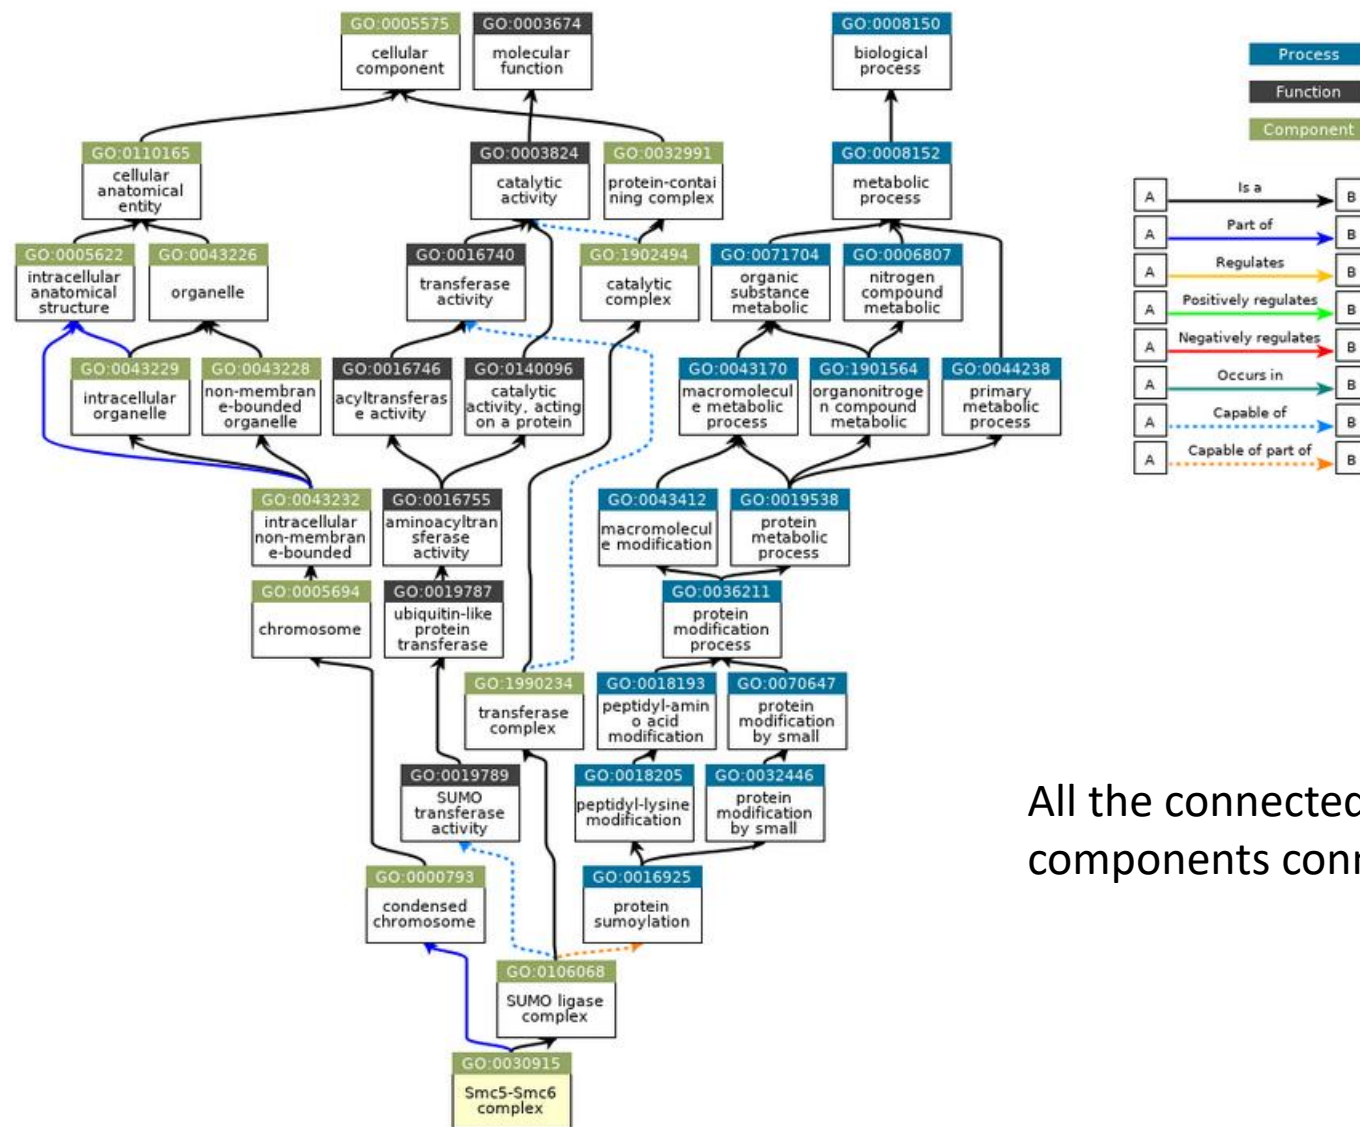 GO:0005575
cellular
component
GO:0003674
molecular
function
GO:0008150
biological
process
Process
Function
Component
GO:0110165
cellular
anatomical
entity
GO:0003824
catalytic
activity
GO:0032991
protein-contai
ning complex
GO:0008152
metabolic
process
GO:0005622
intracellular
anatomical
structure
GO:0043226
organelle
GO:0016740
transferase
activity
GO:1902494
catalytic
complex
GO:0071704
organic
substance
metabolic
GO:0006807
nitrogen
compound
metabolic
GO:0043229
intracellular
organelle
GO:0043228
non-membran
e-bounded
organelle
GO:0016746
acyltransferas
e activity
GO:0140096
catalytic
activity, acting
on a protein
GO:0043170
macromolecul
e metabolic
process
GO:1901564
organonitroge
n compound
metabolic
GO:0044238
primary
metabolic
process
GO:0043232
intracellular
non-membran
e-bounded
GO:0016755
aminoacyltran
sferase
activity
GO:0043412
macromolecul
e modification
GO:0019538
protein
metabolic
process
GO:0005694
chromosome
GO:0019787
ubiquitin-like
protein
transferase
GO:0036211
protein
modification
process
GO:1990234
transferase
complex
GO:0018193
peptidyl-amin
o acid
modification
GO:0070647
protein
modification
by small
GO:0019789
SUMO
transferase
activity
GO:0018205
peptidyl-lysine
modification
GO:0032446
protein
modification
by small
GO:0000793
condensed
chromosome
GO:0016925
protein
sumoylation
GO:0106068
SUMO ligase
complex
GO:0030915
Smc5-Smc6
complex
A Is a B
A Part of B
A Regulates B
A Positively regulates B
A Negatively regulates B
A Occurs in B
A Capable of B
A Capable of part of B
All the connected
components